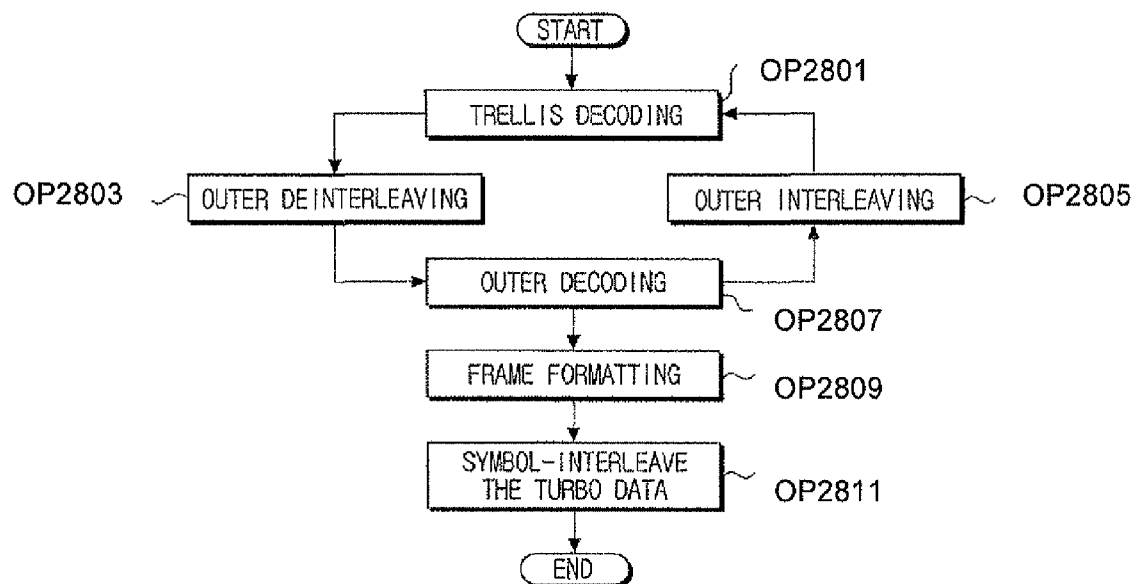 START
OP2801
TRELLIS DECODING
OP2803
OUTER DEINTERLEAVING
OUTER INTERLEAVING
OP2805
OUTER DECODING
OP2807
FRAME FORMATTING
OP2809
SYMBOL-INTERLEAVE
THE TURBO DATA
OP2811
END